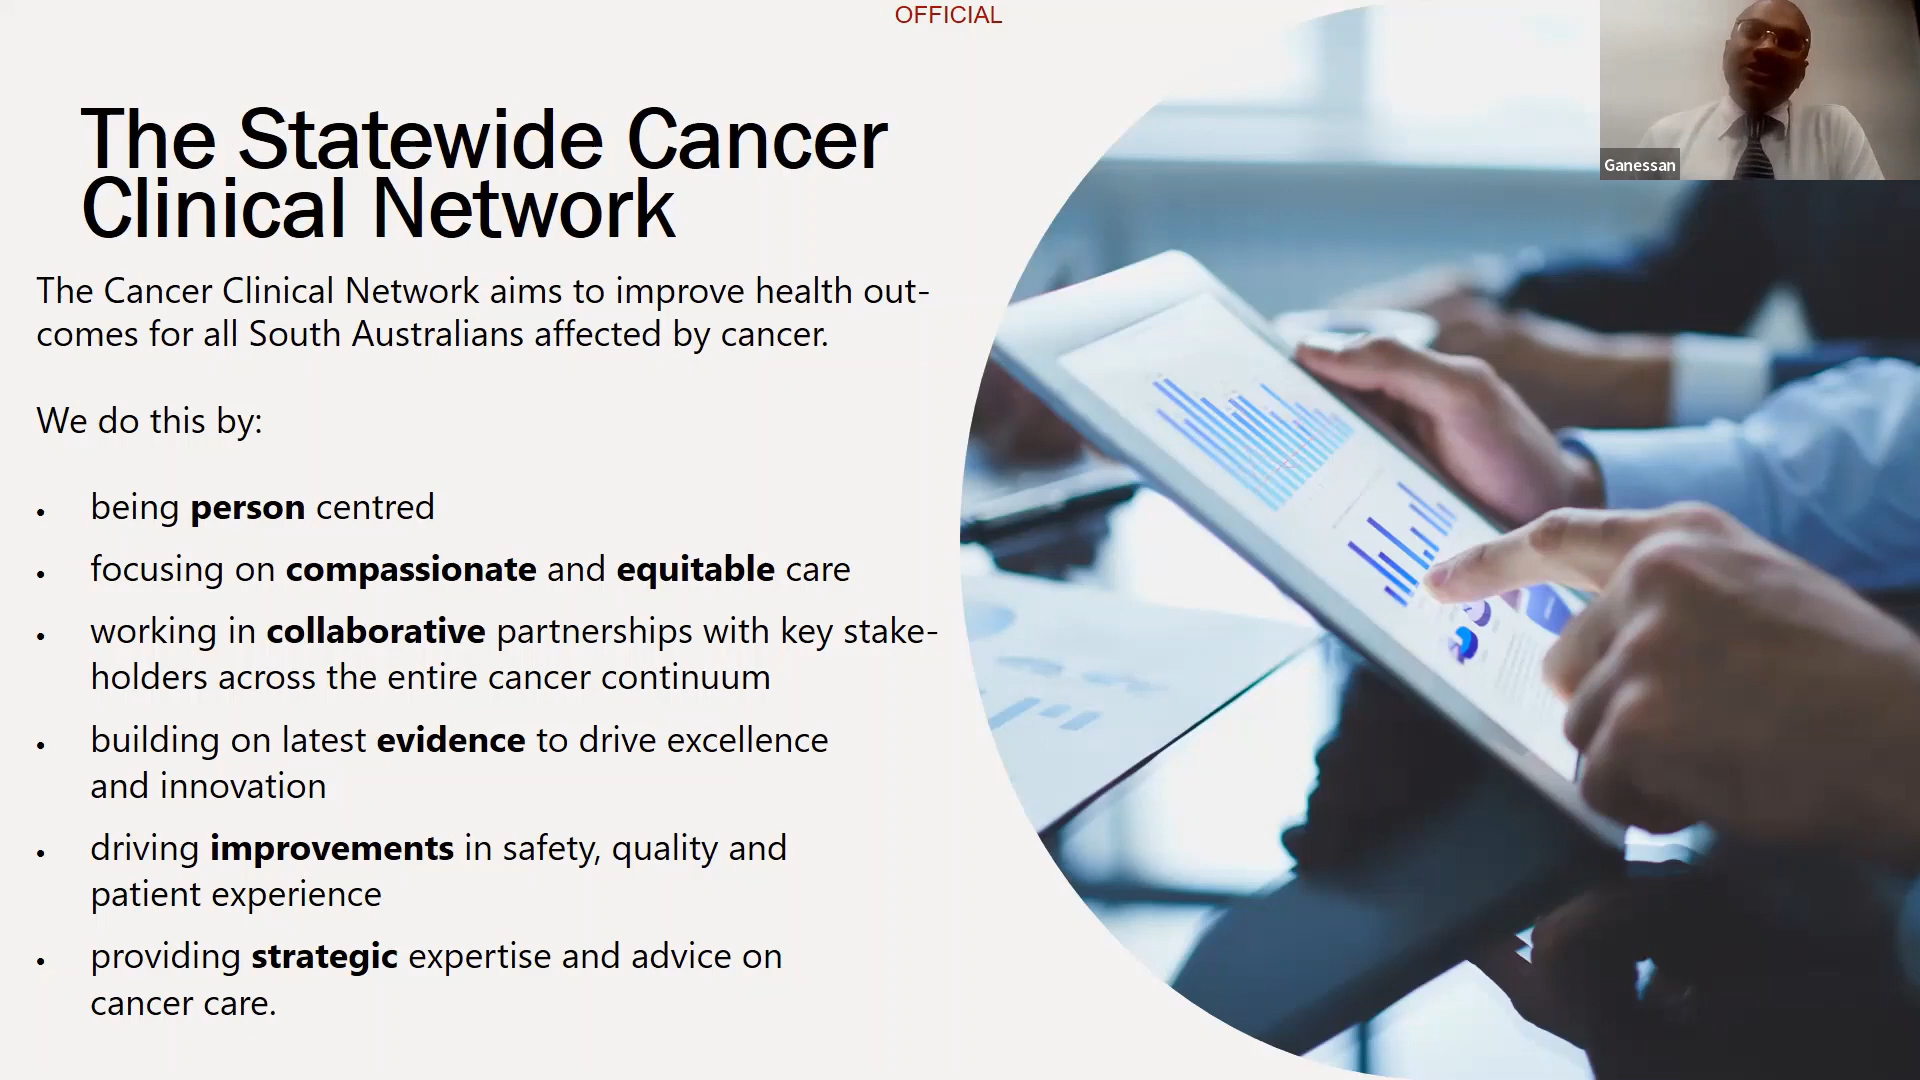 OFFICIAL
Ganessan
The Statewide Cancer
Clinical Network
The Cancer Clinical Network aims to improve health out-
comes for all South Australians affected by cancer.
We do this by:
• being person centred
• focusing on compassionate and equitable care
• working in collaborative partnerships with key stake-
holders across the entire cancer continuum
• building on latest evidence to drive excellence
and innovation
• driving improvements in safety, quality and
patient experience
• providing strategic expertise and advice on
cancer care.